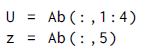 U = Ab(:,1:4)
z = Ab(:,5)